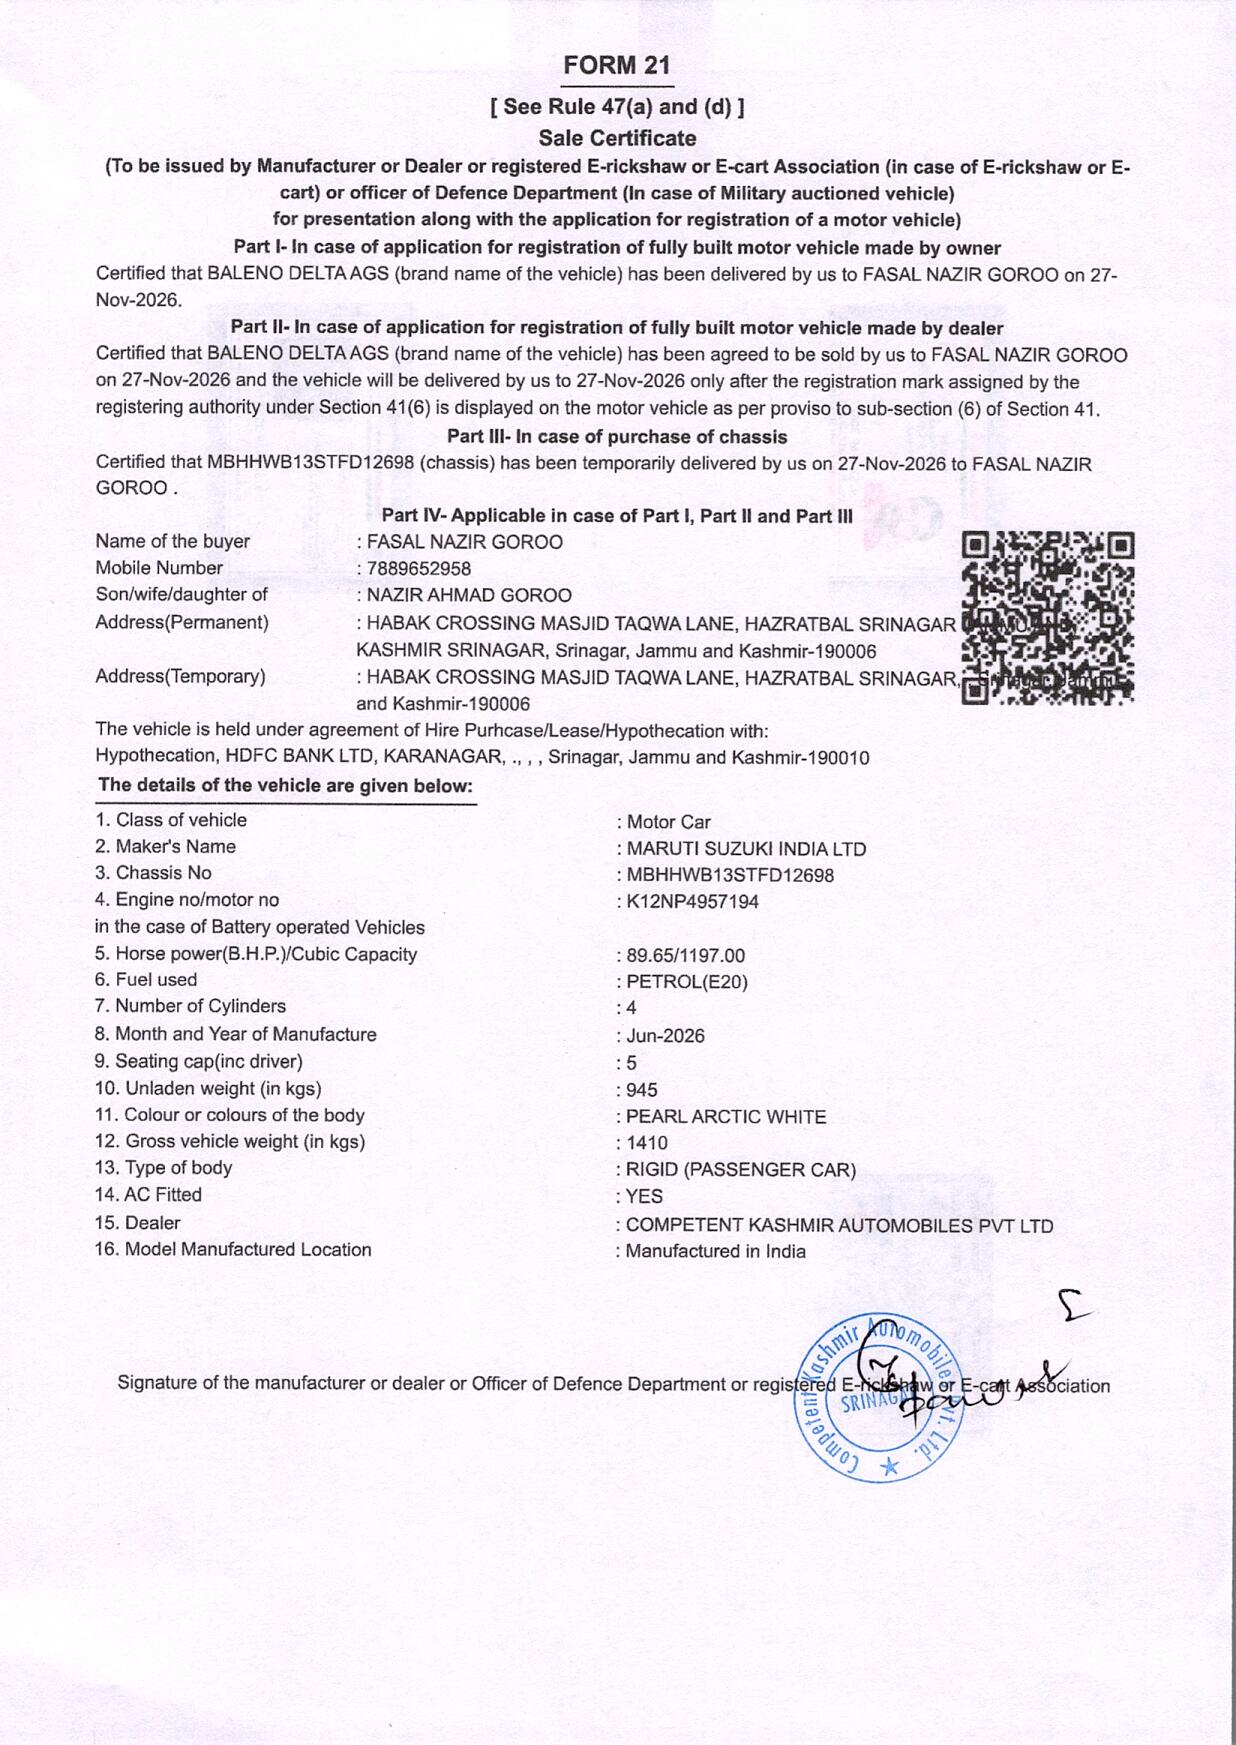 FORM 21
[ See Rule 47(a) and (d) ]
Sale Certificate
(To be issued by Manufacturer or Dealer or registered E-rickshaw or E-cart Association (in case of E-rickshaw or E-
cart) or officer of Defence Department (In case of Military auctioned vehicle)
for presentation along with the application for registration of a motor vehicle)
Part I- In case of application for registration of fully built motor vehicle made by owner
Certified that BALENO DELTA AGS (brand name of the vehicle) has been delivered by us to FASAL NAZIR GOROO on 27-
Nov-2026.
Part II- In case of application for registration of fully built motor vehicle made by dealer
Certified that BALENO DELTA AGS (brand name of the vehicle) has been agreed to be sold by us to FASAL NAZIR GOROO
on 27-Nov-2026 and the vehicle will be delivered by us to 27-Nov-2026 only after the registration mark assigned by the
registering authority under Section 41(6) is displayed on the motor vehicle as per proviso to sub-section (6) of Section 41.
Part III- In case of purchase of chassis
Certified that MBHHWB13STFD12698 (chassis) has been temporarily delivered by us on 27-Nov-2026 to FASAL NAZIR
GOROO .
Part IV- Applicable in case of Part I, Part II and Part III
Name of the buyer : FASAL NAZIR GOROO
Mobile Number : 7889652958
Son/wife/daughter of : NAZIR AHMAD GOROO
Address(Permanent) : HABAK CROSSING MASJID TAQWA LANE, HAZRATBAL SRINAGAR JAMMU AND
KASHMIR SRINAGAR, Srinagar, Jammu and Kashmir-190006
Address(Temporary) : HABAK CROSSING MASJID TAQWA LANE, HAZRATBAL SRINAGAR, , Srinagar, Jammu
and Kashmir-190006
The vehicle is held under agreement of Hire Purhcase/Lease/Hypothecation with:
Hypothecation, HDFC BANK LTD, KARANAGAR, ., , , Srinagar, Jammu and Kashmir-190010
The details of the vehicle are given below:
1. Class of vehicle : Motor Car
2. Maker's Name : MARUTI SUZUKI INDIA LTD
3. Chassis No : MBHHWB13STFD12698
4. Engine no/motor no : K12NP4957194
in the case of Battery operated Vehicles
5. Horse power(B.H.P.)/Cubic Capacity : 89.65/1197.00
6. Fuel used : PETROL(E20)
7. Number of Cylinders : 4
8. Month and Year of Manufacture : Jun-2026
9. Seating cap(inc driver) : 5
10. Unladen weight (in kgs) : 945
11. Colour or colours of the body : PEARL ARCTIC WHITE
12. Gross vehicle weight (in kgs) : 1410
13. Type of body : RIGID (PASSENGER CAR)
14. AC Fitted : YES
15. Dealer : COMPETENT KASHMIR AUTOMOBILES PVT LTD
16. Model Manufactured Location : Manufactured in India
Signature of the manufacturer or dealer or Officer of Defence Department or registered E-rickshaw or E-cart Association
Competent Kashmir Automobiles Pvt. Ltd.
SRINAGAR